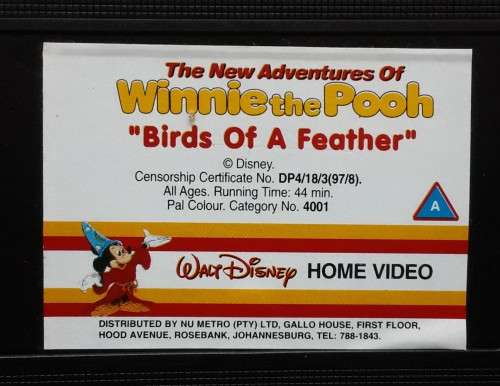 The New Adventures Of
Winnie the Pooh
"Birds Of A Feather"
© Disney.
Censorship Certificate No. DP4/18/3(97/8).
All Ages. Running Time: 44 min.
Pal Colour. Category No. 4001
A
WALT DISNEY HOME VIDEO
DISTRIBUTED BY NU METRO (PTY) LTD, GALLO HOUSE, FIRST FLOOR,
HOOD AVENUE, ROSEBANK, JOHANNESBURG, TEL: 788-1843.